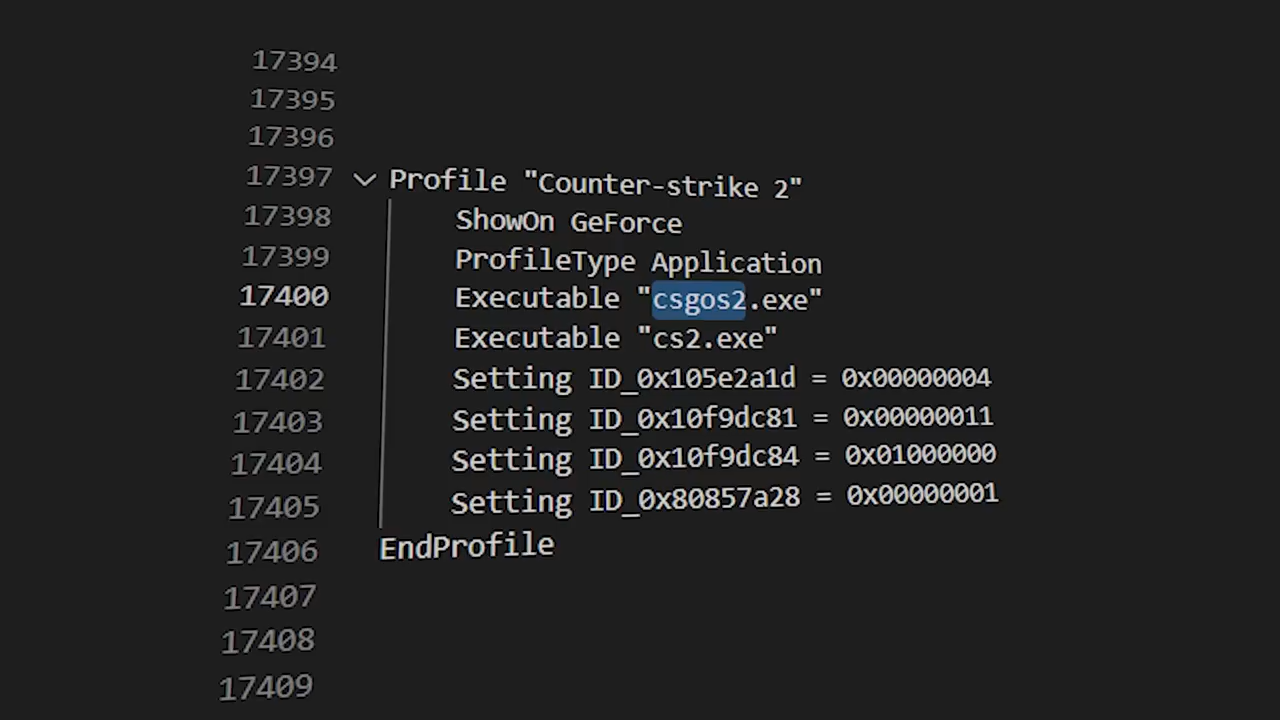 17394
17395
17396
17397 Profile "Counter-strike 2"
17398 ShowOn GeForce
17399 ProfileType Application
17400 Executable "csgos2.exe"
17401 Executable "cs2.exe"
17402 Setting ID_0x105e2a1d = 0x00000004
17403 Setting ID_0x10f9dc81 = 0x00000011
17404 Setting ID_0x10f9dc84 = 0x01000000
17405 Setting ID_0x80857a28 = 0x00000001
17406 EndProfile
17407
17408
17409